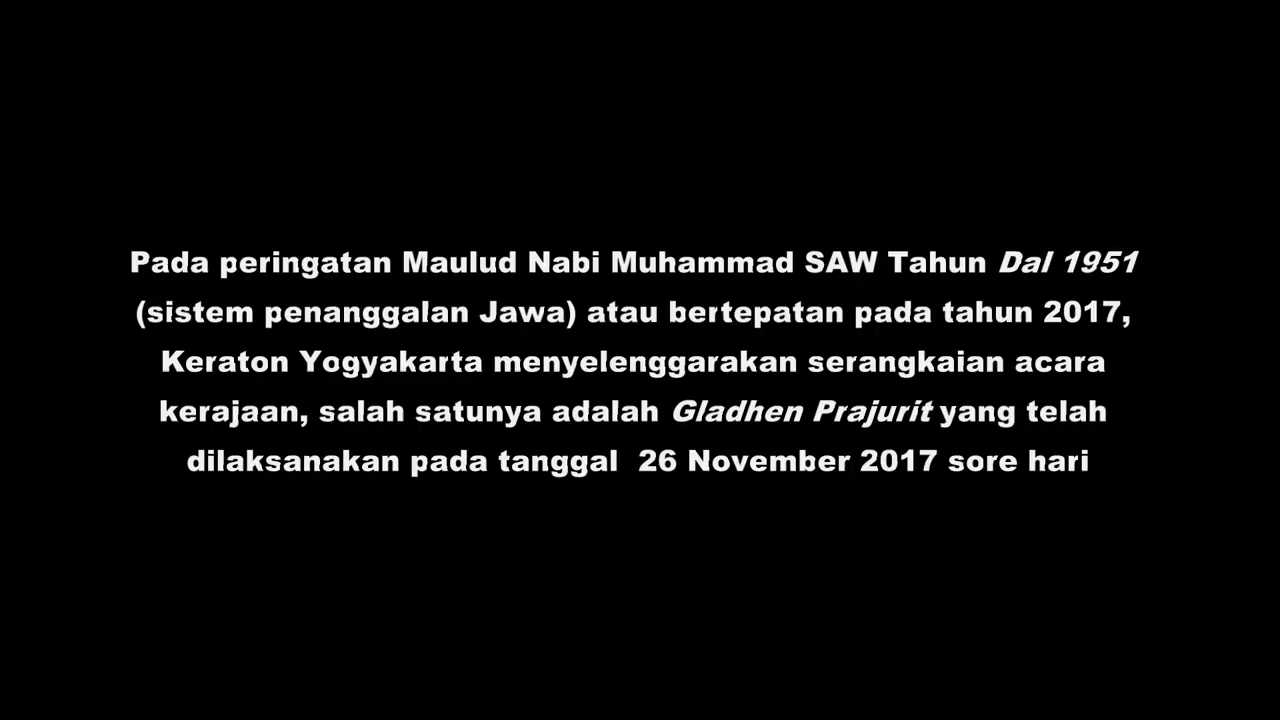 Pada peringatan Maulud Nabi Muhammad SAW Tahun Dal 1951
(sistem penanggalan Jawa) atau bertepatan pada tahun 2017,
Keraton Yogyakarta menyelenggarakan serangkaian acara
kerajaan, salah satunya adalah Gladhen Prajurit yang telah
dilaksanakan pada tanggal  26 November 2017 sore hari